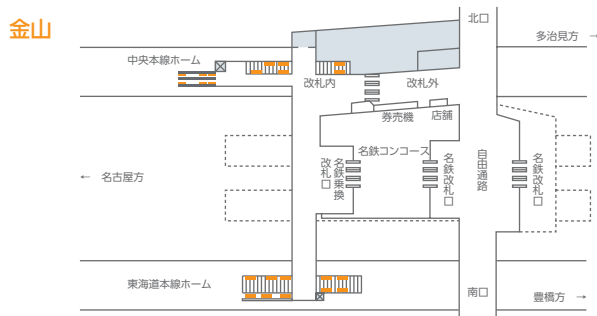 金山
北口
多治見方 →
中央本線ホーム
改札内
改札外
券売機
店舗
名鉄コンコース
名鉄乗換
改札口
名鉄改札口
自由通路
名鉄改札口
← 名古屋方
東海道本線ホーム
南口
豊橋方 →